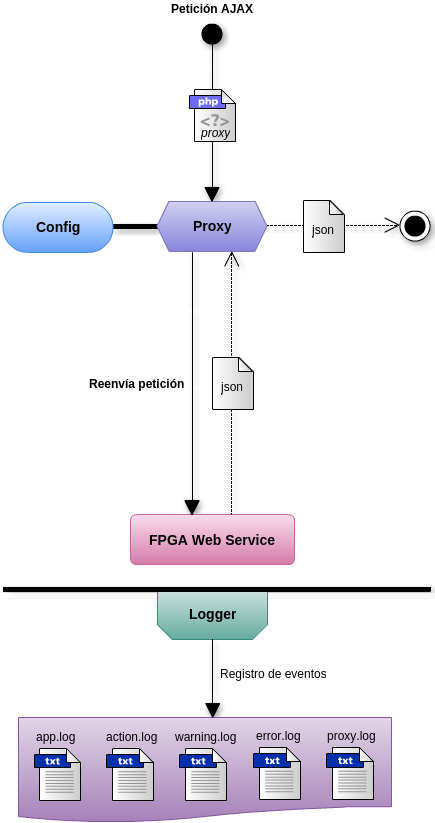 Petición AJAX
php
<?>
proxy
Config
Proxy
json
Reenvía petición
json
FPGA Web Service
Logger
Registro de eventos
app.log
action.log
warning.log
error.log
proxy.log
txt
txt
txt
txt
txt